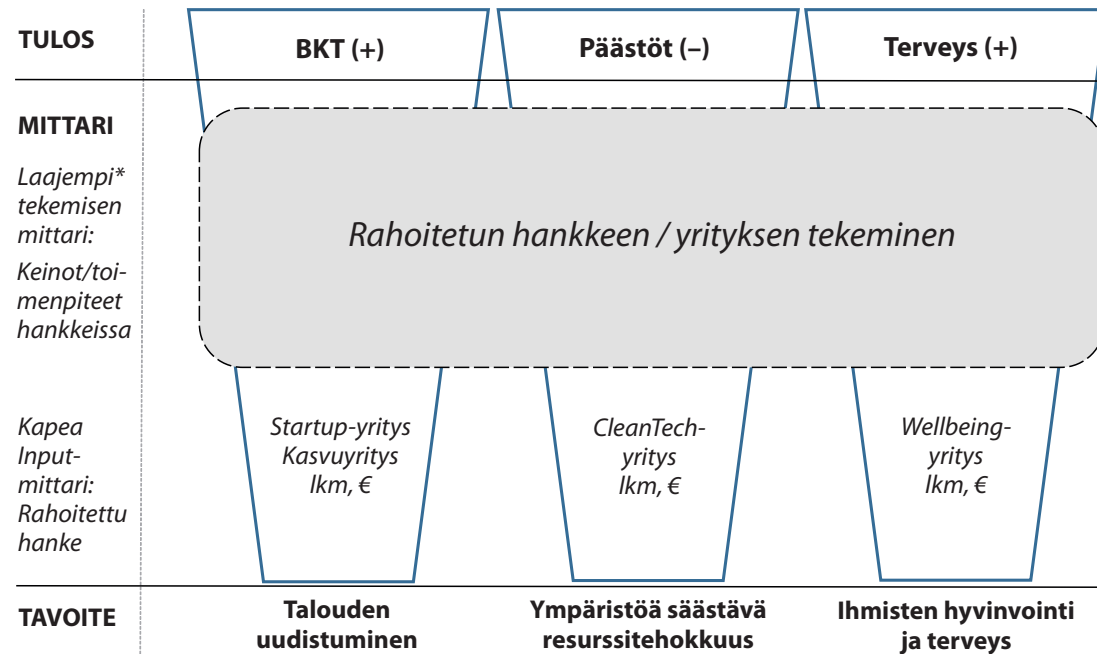 TULOS
BKT (+)
Päästöt (–)
Terveys (+)
MITTARI
Laajempi*
tekemisen
mittari:
Keinot/toi-
menpiteet
hankkeissa
Rahoitetun hankkeen / yrityksen tekeminen
Kapea
Input-
mittari:
Rahoitettu
hanke
Startup-yritys
Kasvuyritys
lkm, €
CleanTech-
yritys
lkm, €
Wellbeing-
yritys
lkm, €
TAVOITE
Talouden
uudistuminen
Ympäristöä säästävä
resurssitehokkuus
Ihmisten hyvinvointi
ja terveys